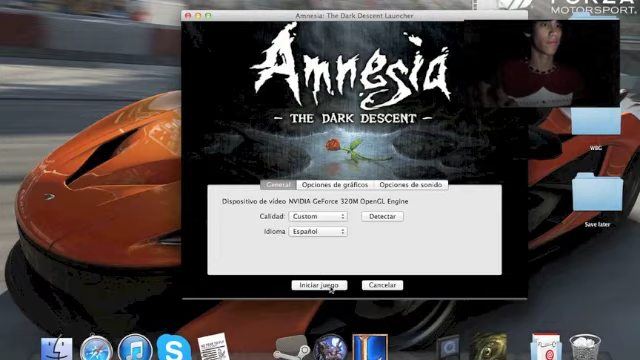 MOTORSPORT.
Amnesia: The Dark Descent Launcher
Amnesia
- THE DARK DESCENT -
General
Opciones de gráficos
Opciones de sonido
Dispositivo de vídeo NVIDIA GeForce 320M OpenGL Engine
Calidad: Custom
Detectar
Idioma Español
Iniciar juego
Cancelar
WBG
Save later
S